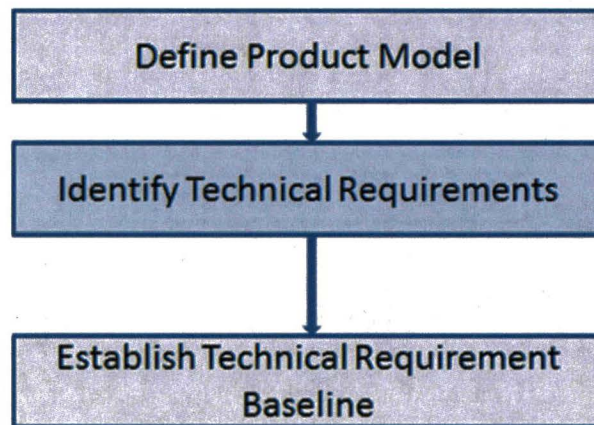 Define Product Model
Identify Technical Requirements
Establish Technical Requirement
Baseline